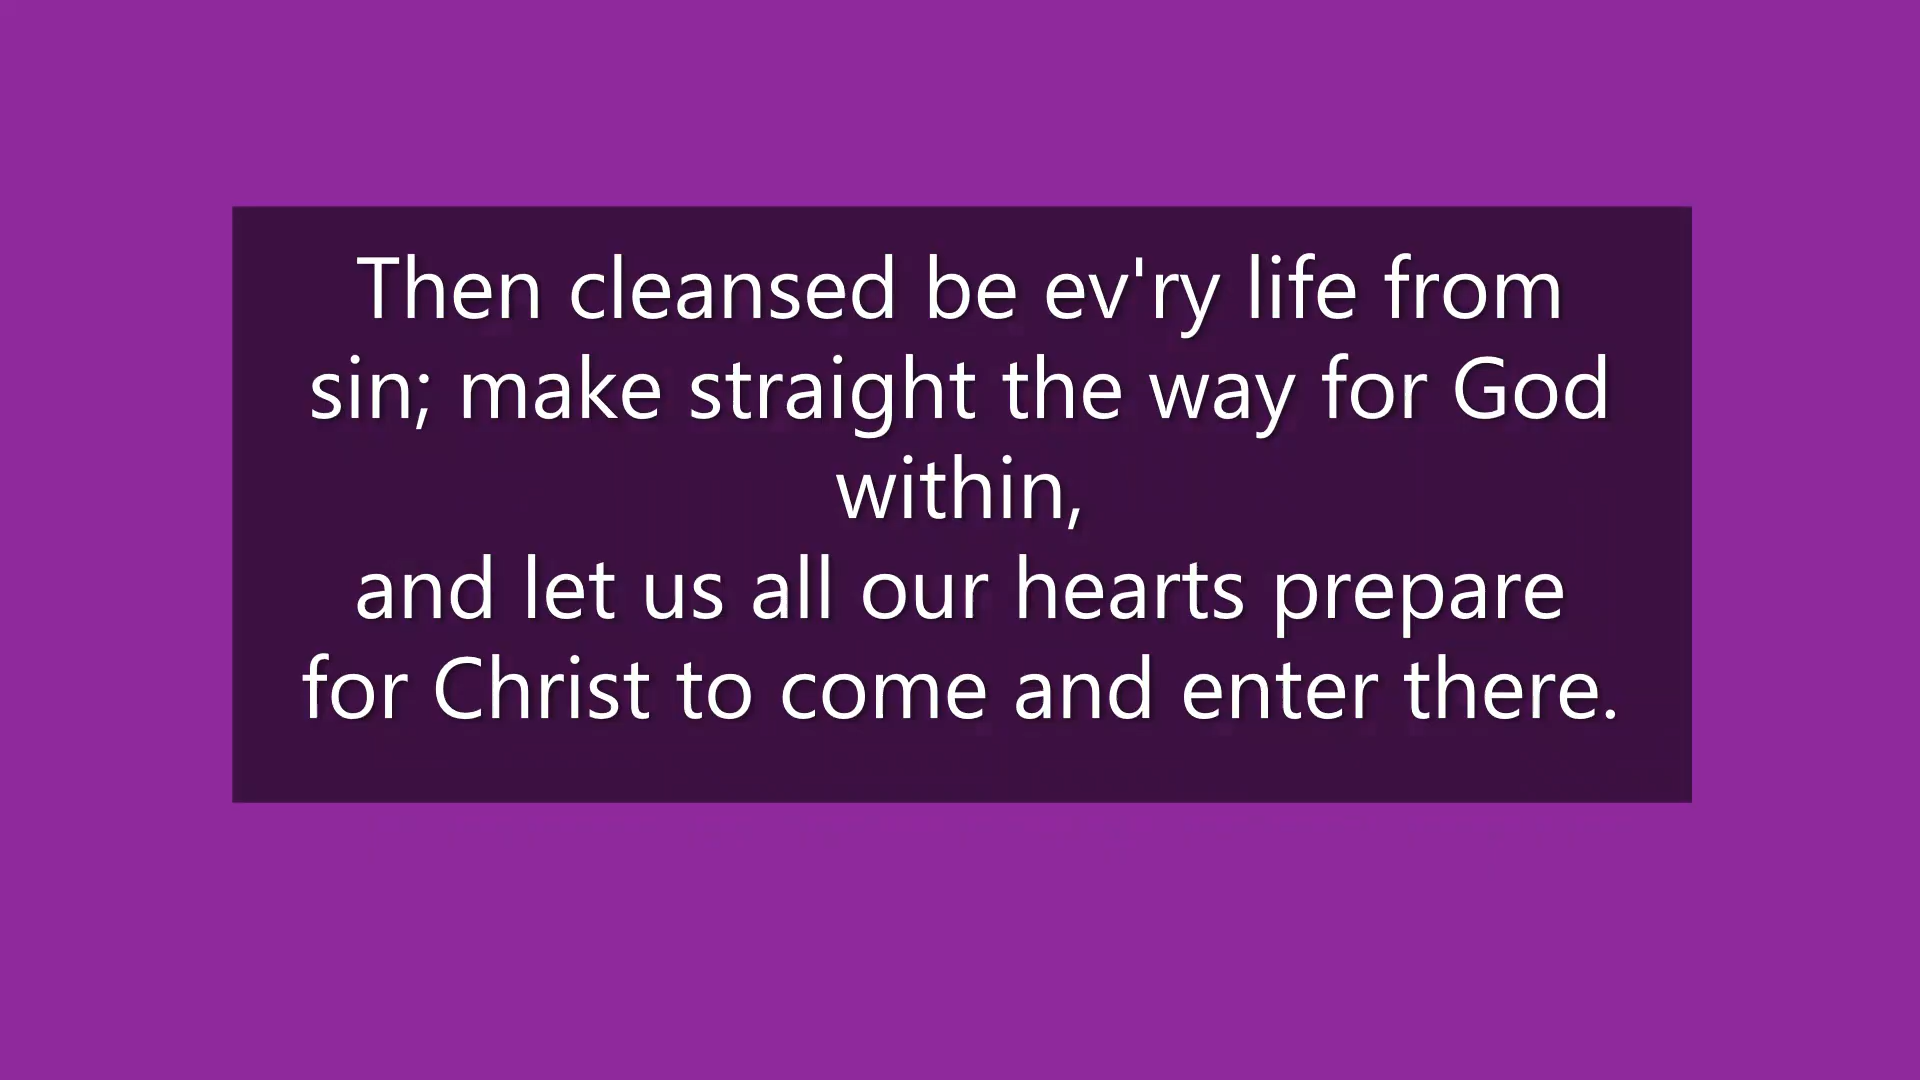 Then cleansed be ev'ry life from
sin; make straight the way for God
within,
and let us all our hearts prepare
for Christ to come and enter there.